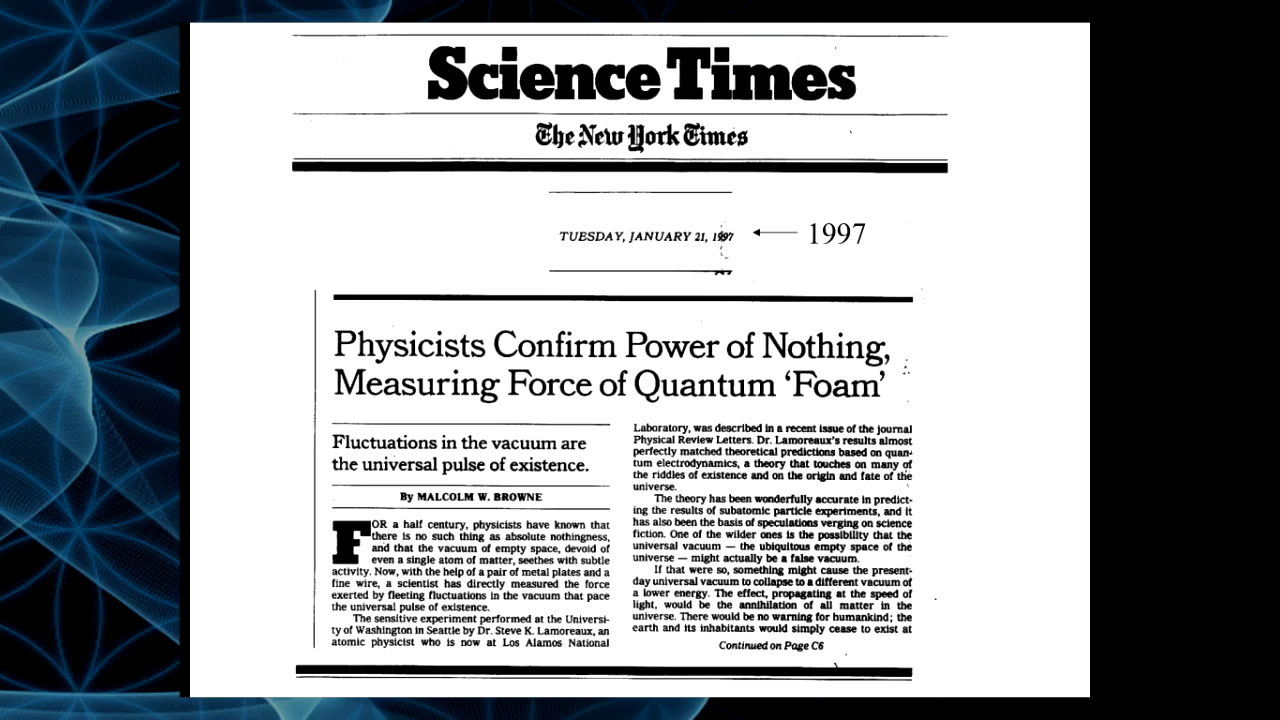 Science Times
The New York Times
TUESDAY, JANUARY 21, 1997
1997
Physicists Confirm Power of Nothing,
Measuring Force of Quantum ‘Foam’
Fluctuations in the vacuum are
the universal pulse of existence.
By MALCOLM W. BROWNE
FOR a half century, physicists have known that
there is no such thing as absolute nothingness,
and that the vacuum of empty space, devoid of
even a single atom of matter, seethes with subtle
activity. Now, with the help of a pair of metal plates and a
fine wire, a scientist has directly measured the force
exerted by fleeting fluctuations in the vacuum that pace
the universal pulse of existence.
The sensitive experiment performed at the Universi-
ty of Washington in Seattle by Dr. Steve K. Lamoreaux, an
atomic physicist who is now at Los Alamos National
Laboratory, was described in a recent issue of the journal
Physical Review Letters. Dr. Lamoreaux's results almost
perfectly matched theoretical predictions based on quan-
tum electrodynamics, a theory that touches on many of
the riddles of existence and on the origin and fate of the
universe.
The theory has been wonderfully accurate in predict-
ing the results of subatomic particle experiments, and it
has also been the basis of speculations verging on science
fiction. One of the wilder ones is the possibility that the
universal vacuum — the ubiquitous empty space of the
universe — might actually be a false vacuum.
If that were so, something might cause the present-
day universal vacuum to collapse to a different vacuum of
a lower energy. The effect, propagating at the speed of
light, would be the annihilation of all matter in the
universe. There would be no warning for humankind; the
earth and its inhabitants would simply cease to exist at
Continued on Page C6